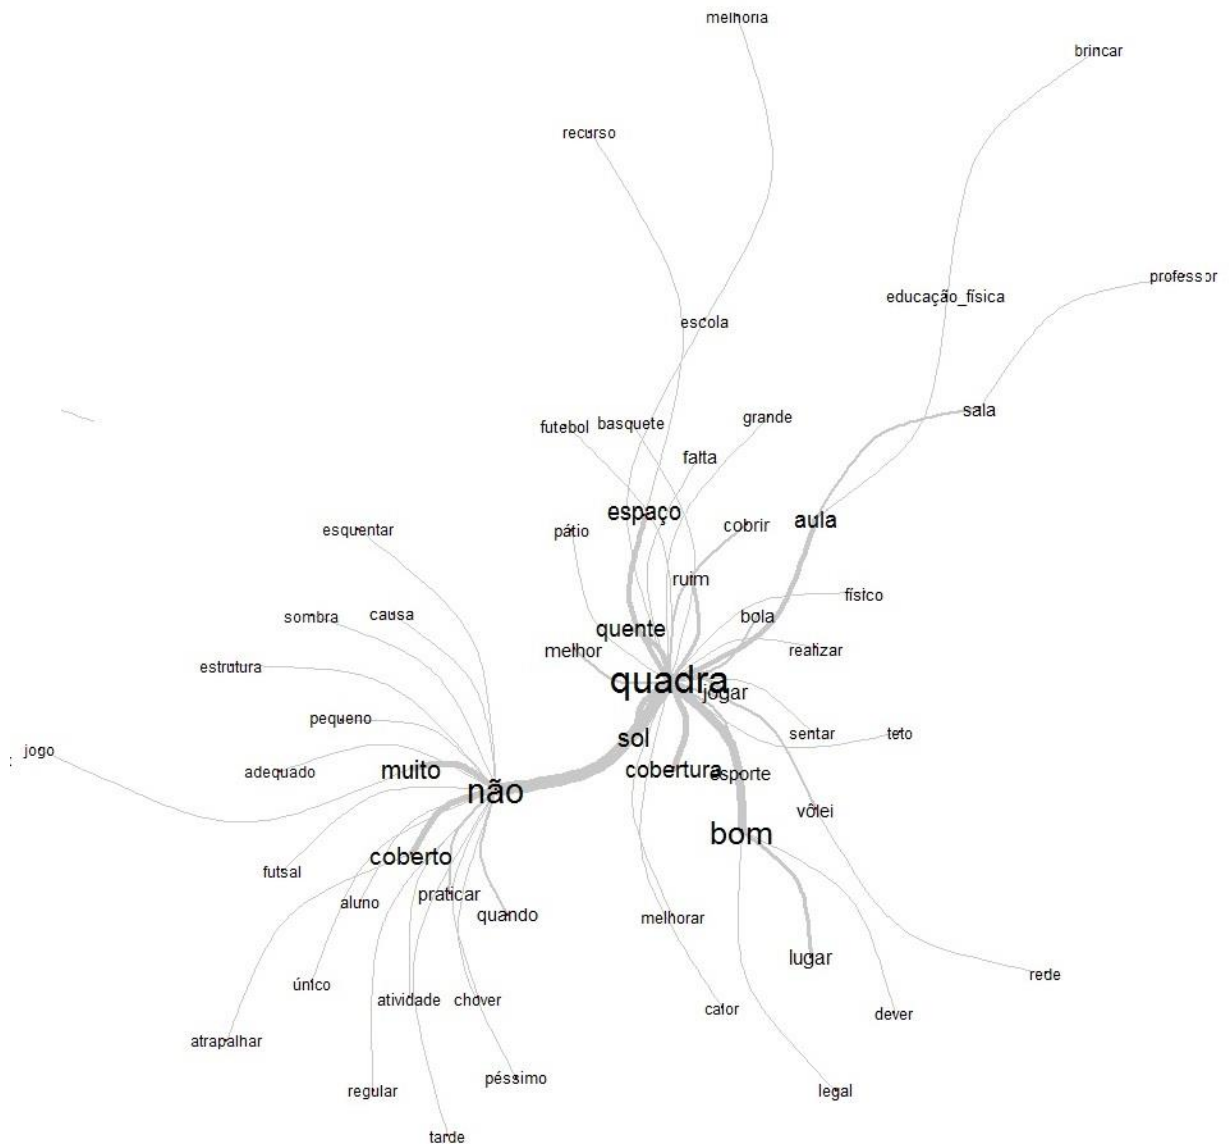 melhoria
brincar
recurso
professor
educação_física
escola
sala
grande
basquete
futebol
falta
espaço
aula
cobrir
pátio
esquentar
ruim
físico
causa
bola
sombra
quente
melhor
realizar
estrutura
quadra
jogar
pequeno
sentar
teto
sol
jogo
adequado
muito
cobertura
esporte
não
vôlei
bom
coberto
futsal
praticar
aluno
quando
melhorar
lugar
rede
único
atividade
chover
calor
dever
atrapalhar
péssimo
regular
legal
tarde